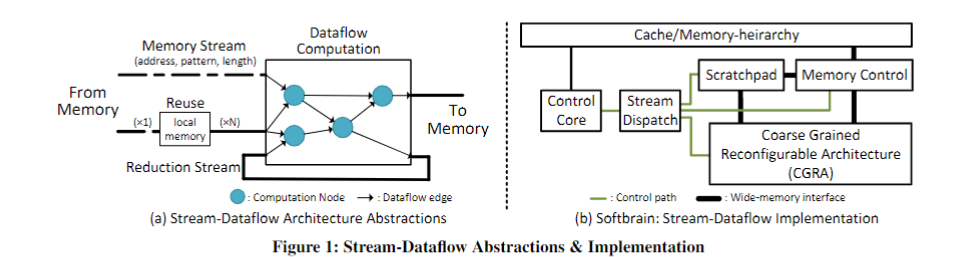 Memory Stream
(address, pattern, length)
Dataflow
Computation
From
Memory
Reuse
(×1)
local
memory
(×N)
To
Memory
Reduction Stream
: Computation Node
: Dataflow edge
(a) Stream-Dataflow Architecture Abstractions
Cache/Memory-heirarchy
Control
Core
Stream
Dispatch
Scratchpad
Memory Control
Coarse Grained
Reconfigurable Architecture
(CGRA)
: Control path
: Wide-memory interface
(b) Softbrain: Stream-Dataflow Implementation
Figure 1: Stream-Dataflow Abstractions & Implementation